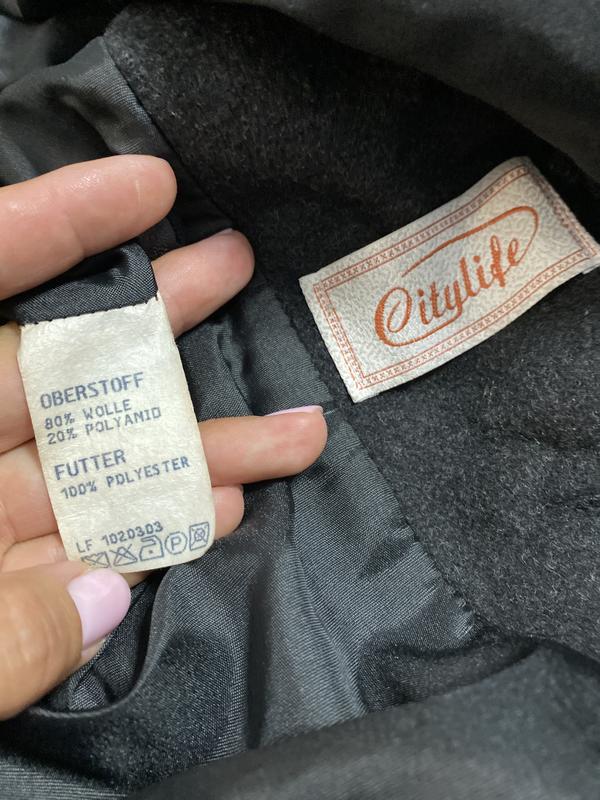 Citylife
OBERSTOFF
80% WOLLE
20% POLYAMID
FUTTER
100% POLYESTER
LF 1020303
P